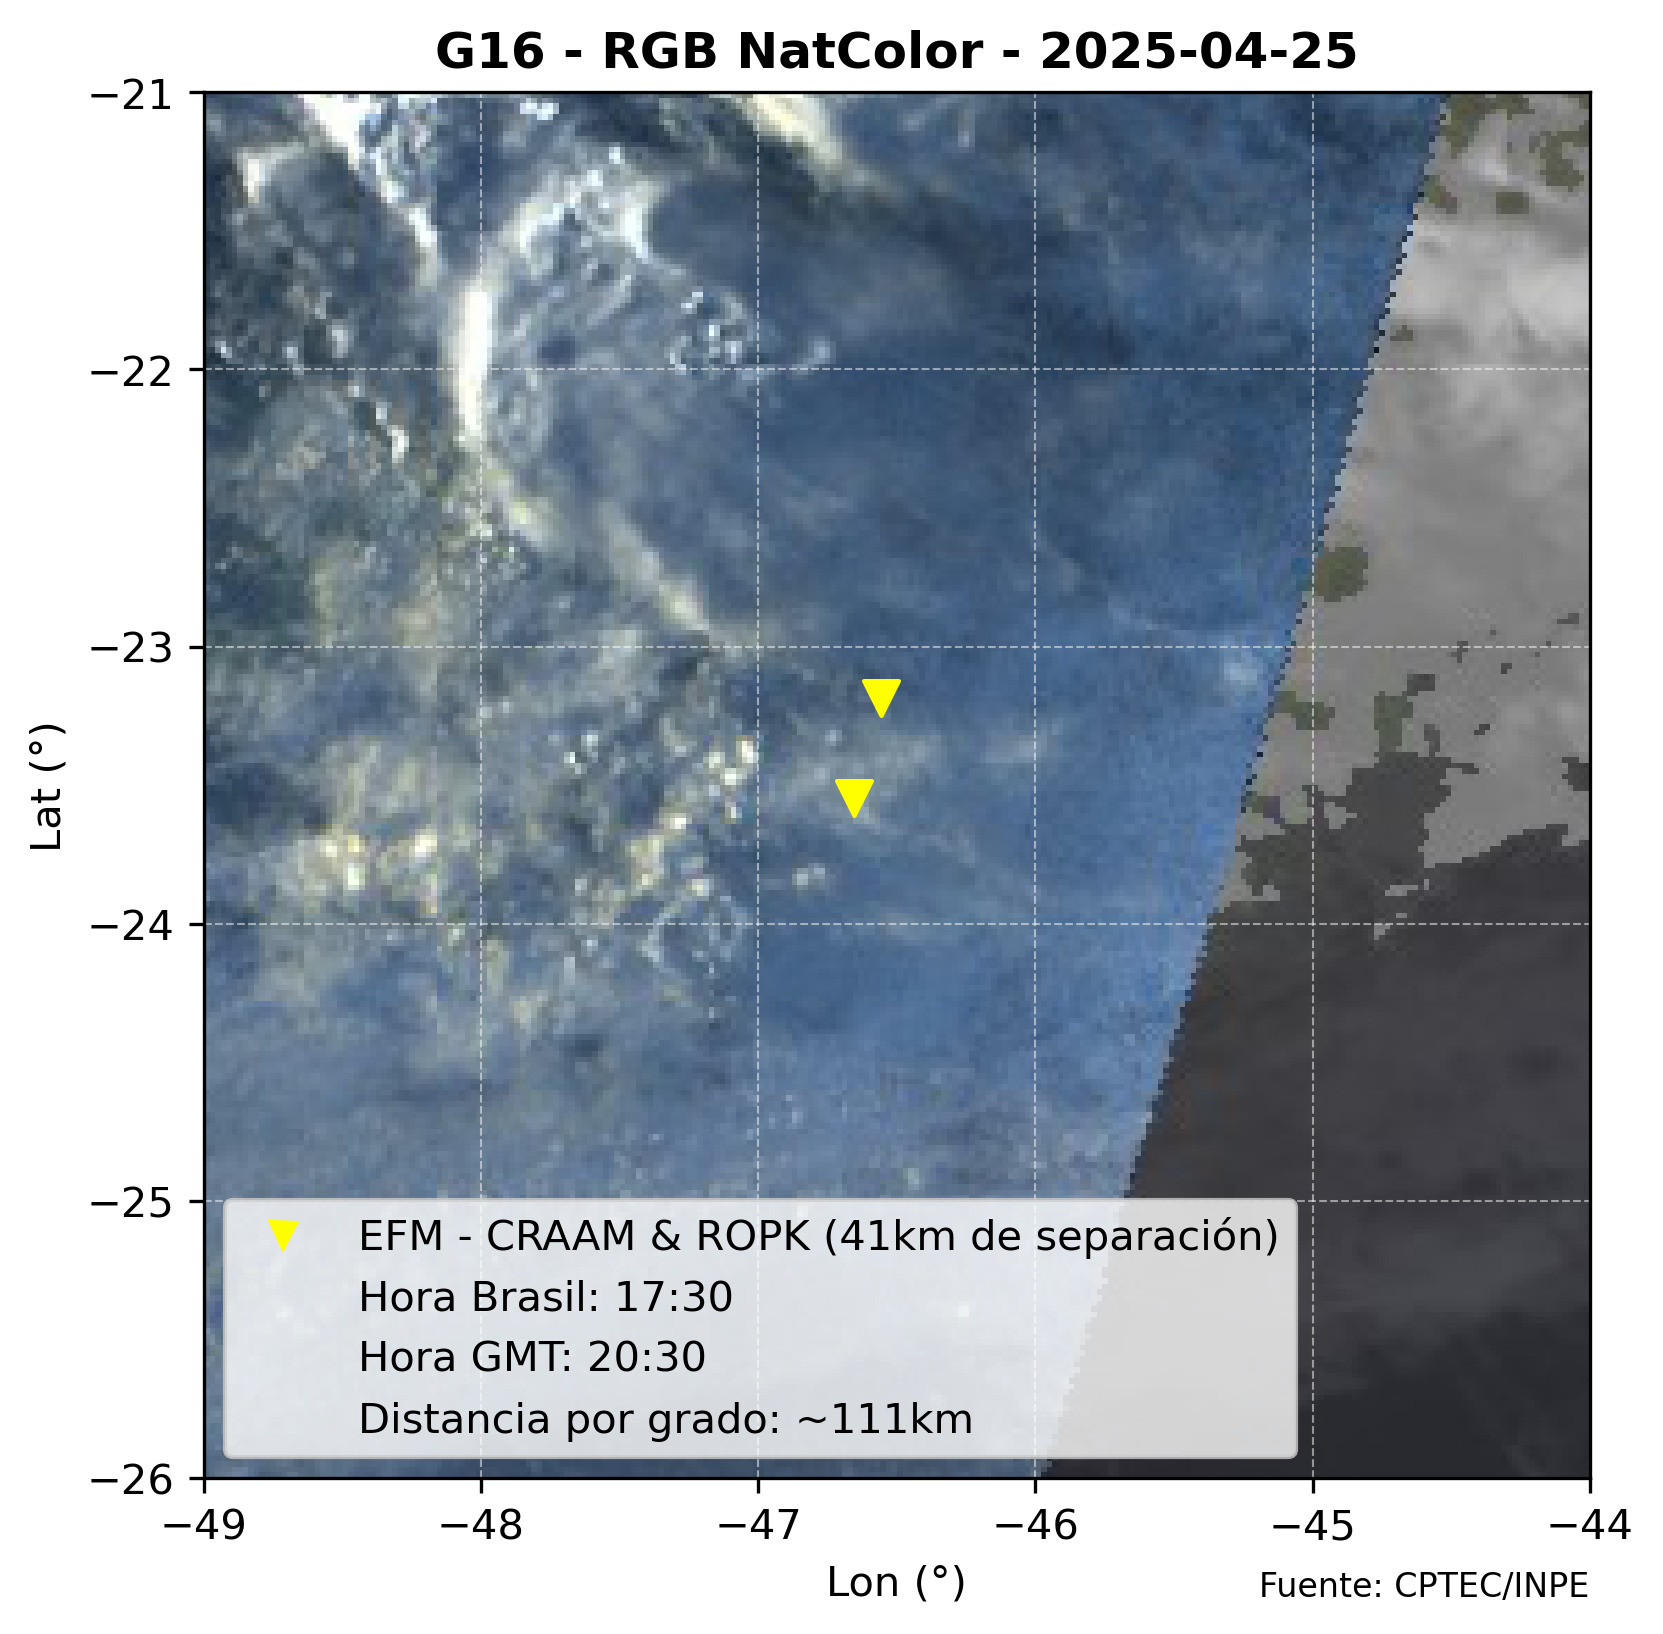 G16 - RGB NatColor - 2025-04-25
−21
−22
−23
−24
−25
−26
Lat (°)
EFM - CRAAM & ROPK (41km de separación)
Hora Brasil: 17:30
Hora GMT: 20:30
Distancia por grado: ~111km
−49
−48
−47
−46
−45
−44
Lon (°)
Fuente: CPTEC/INPE